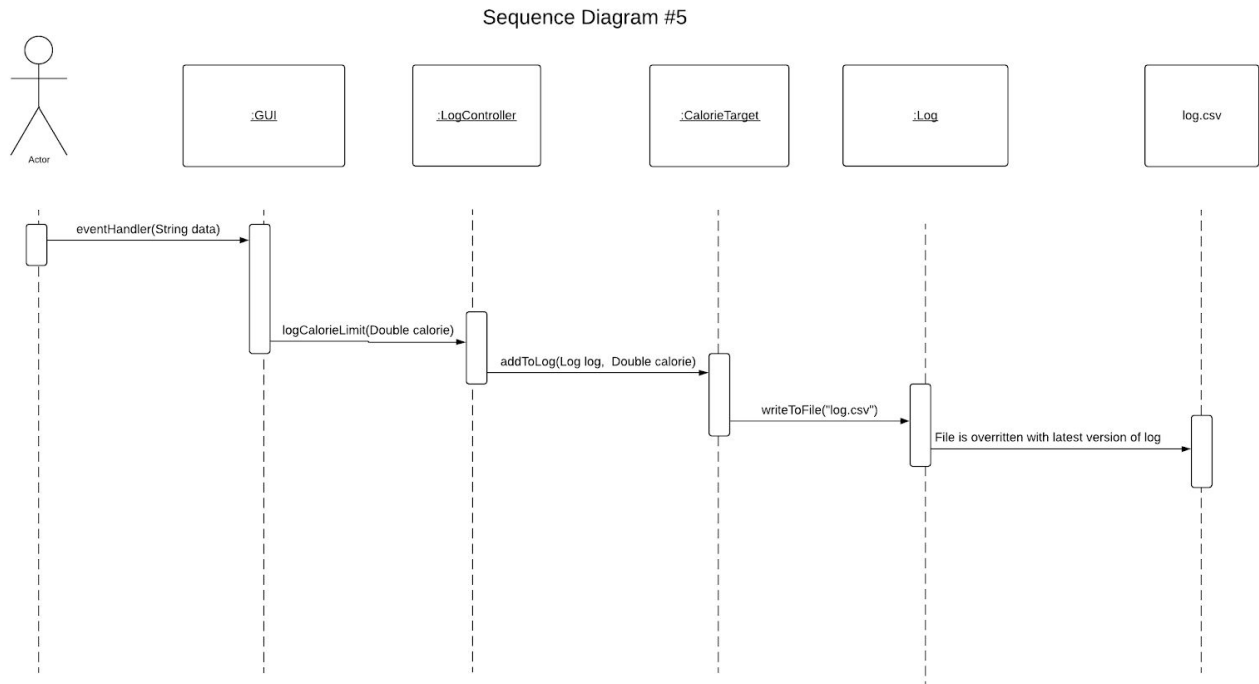 Sequence Diagram #5
:GUI
:LogController
:CalorieTarget
:Log
log.csv
Actor
eventHandler(String data)
logCalorieLimit(Double calorie)
addToLog(Log log,  Double calorie)
writeToFile("log.csv")
File is overritten with latest version of log